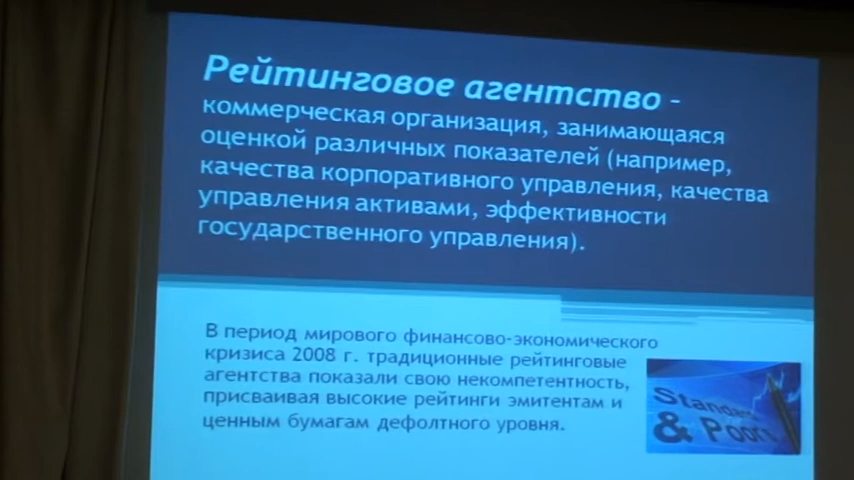 Рейтинговое агентство -
коммерческая организация, занимающаяся
оценкой различных показателей (например,
качества корпоративного управления, качества
управления активами, эффективности
государственного управления).
В период мирового финансово-экономического
кризиса 2008 г. традиционные рейтинговые
агентства показали свою некомпетентность,
присваивая высокие рейтинги эмитентам и
ценным бумагам дефолтного уровня.
Standard
& Poor's